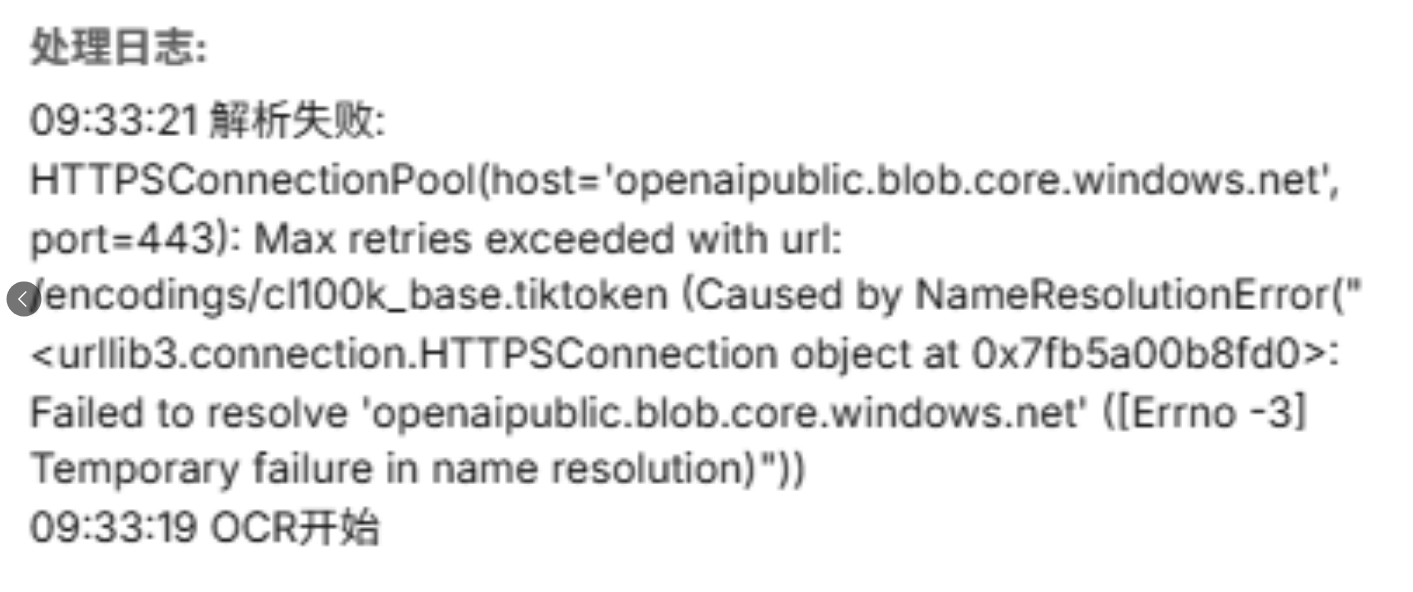 处理日志:
09:33:21 解析失败:
HTTPSConnectionPool(host='openaipublic.blob.core.windows.net',
port=443): Max retries exceeded with url:
/encodings/cl100k_base.tiktoken (Caused by NameResolutionError("
<urllib3.connection.HTTPSConnection object at 0x7fb5a00b8fd0>:
Failed to resolve 'openaipublic.blob.core.windows.net' ([Errno -3]
Temporary failure in name resolution)"))
09:33:19 OCR开始